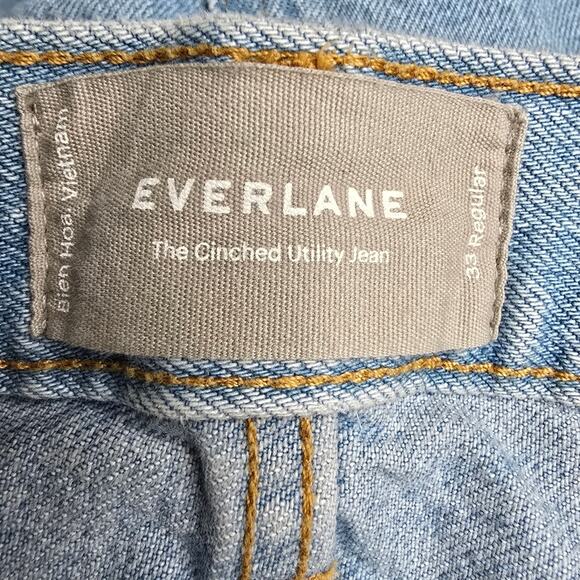 Bien Hoa, Vietnam
EVERLANE
The Cinched Utility Jean
33 Regular